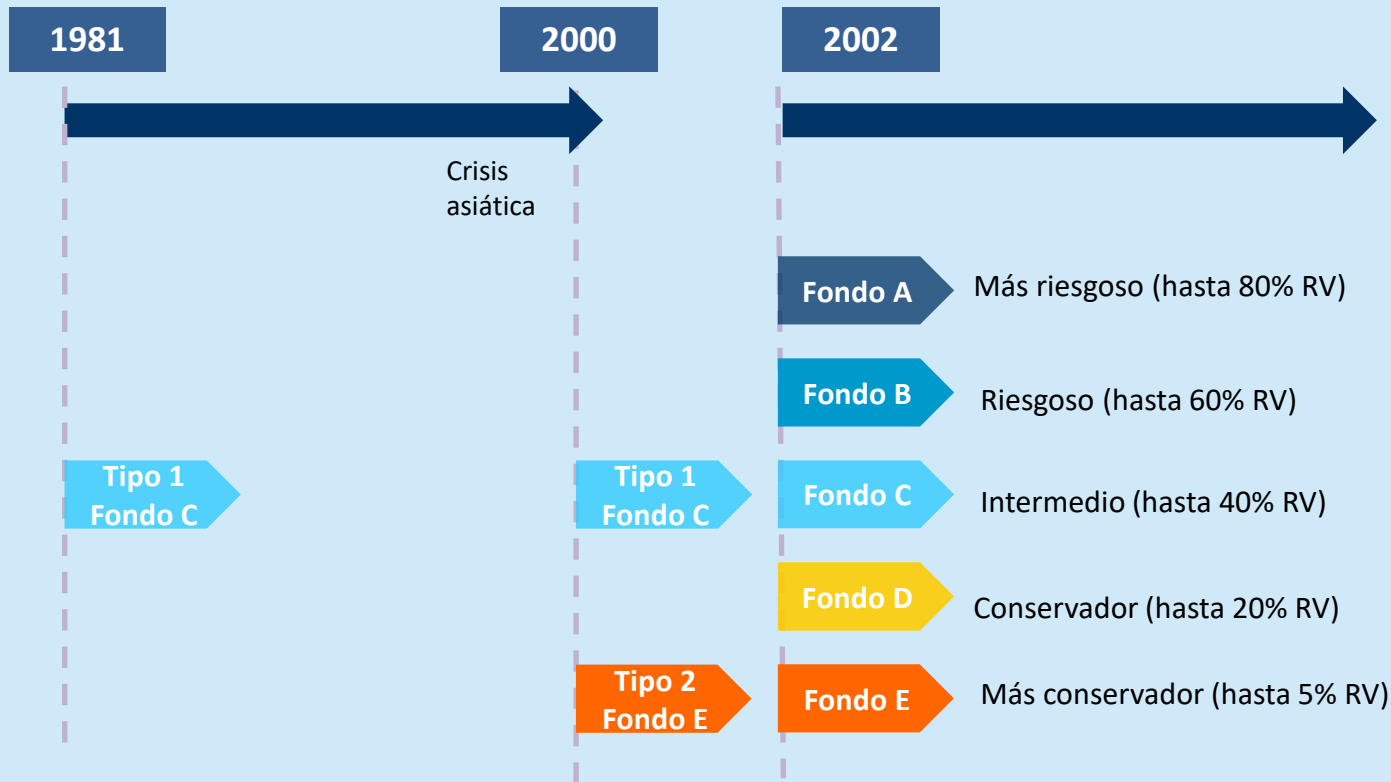 1981
2000
2002
Crisis
asiática
Fondo A
Más riesgoso (hasta 80% RV)
Fondo B
Riesgoso (hasta 60% RV)
Tipo 1
Fondo C
Tipo 1
Fondo C
Fondo C
Intermedio (hasta 40% RV)
Fondo D
Conservador (hasta 20% RV)
Tipo 2
Fondo E
Fondo E
Más conservador (hasta 5% RV)